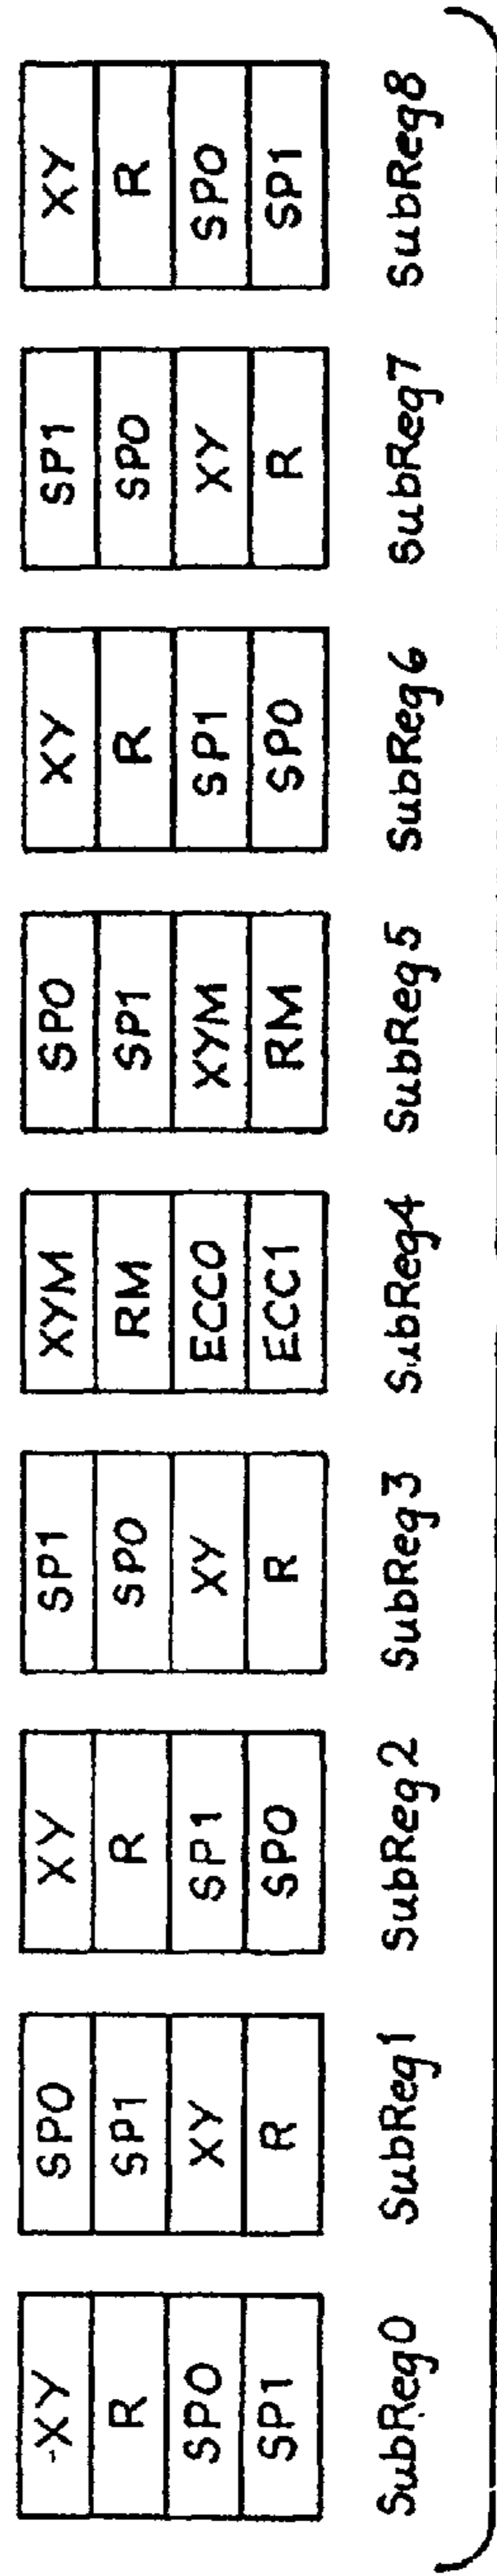 XY
R
SP0
SP1
SubReg0
SP0
SP1
XY
R
SubReg1
XY
R
SP1
SP0
SubReg2
SP1
SP0
XY
R
SubReg3
XYM
RM
ECC0
ECC1
SubReg4
SP0
SP1
XYM
RM
SubReg5
XY
R
SP1
SP0
SubReg6
SP1
SP0
XY
R
SubReg7
XY
R
SP0
SP1
SubReg8